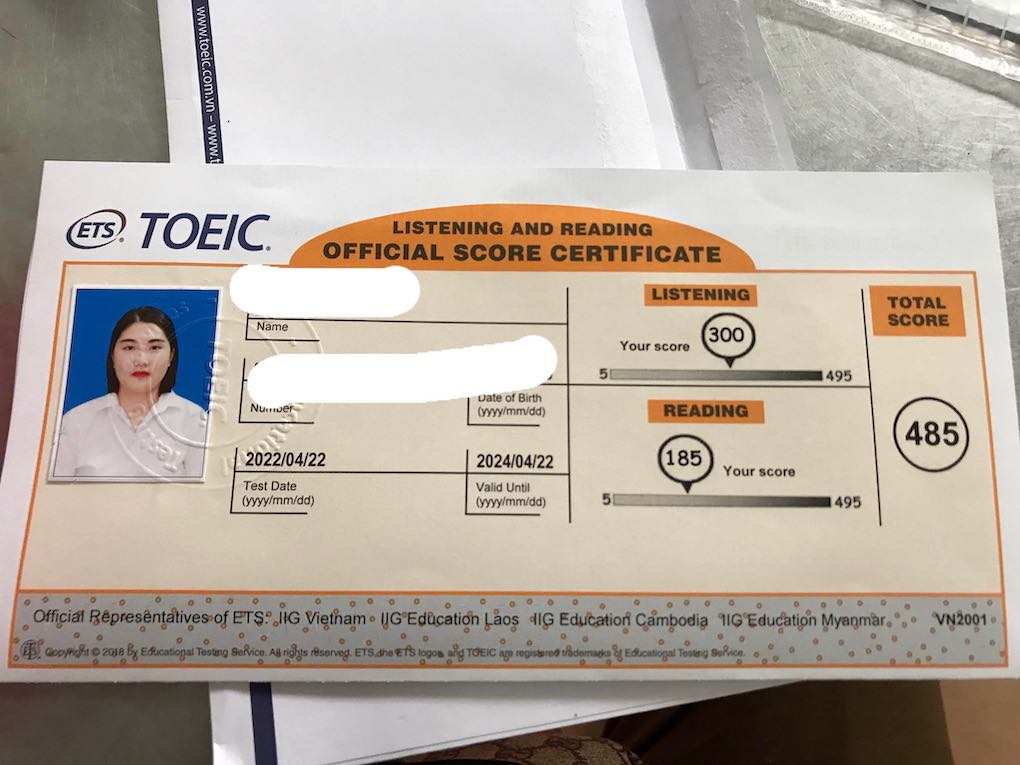 www.toeic.com.vn – www.t
ETS® TOEIC®
LISTENING AND READING
OFFICIAL SCORE CERTIFICATE
Name
Number
Date of Birth
(yyyy/mm/dd)
2022/04/22
Test Date
(yyyy/mm/dd)
2024/04/22
Valid Until
(yyyy/mm/dd)
LISTENING
Your score 300
5 495
READING
185 Your score
5 495
TOTAL
SCORE
485
TOEIC
Official Representatives of ETS: IIG Vietnam IIG Education Laos IIG Education Cambodia IIG Education Myanmar VN2001
Copyright © 2018 by Educational Testing Service. All rights reserved. ETS, the ETS logos, and TOEIC are registered trademarks of Educational Testing Service.